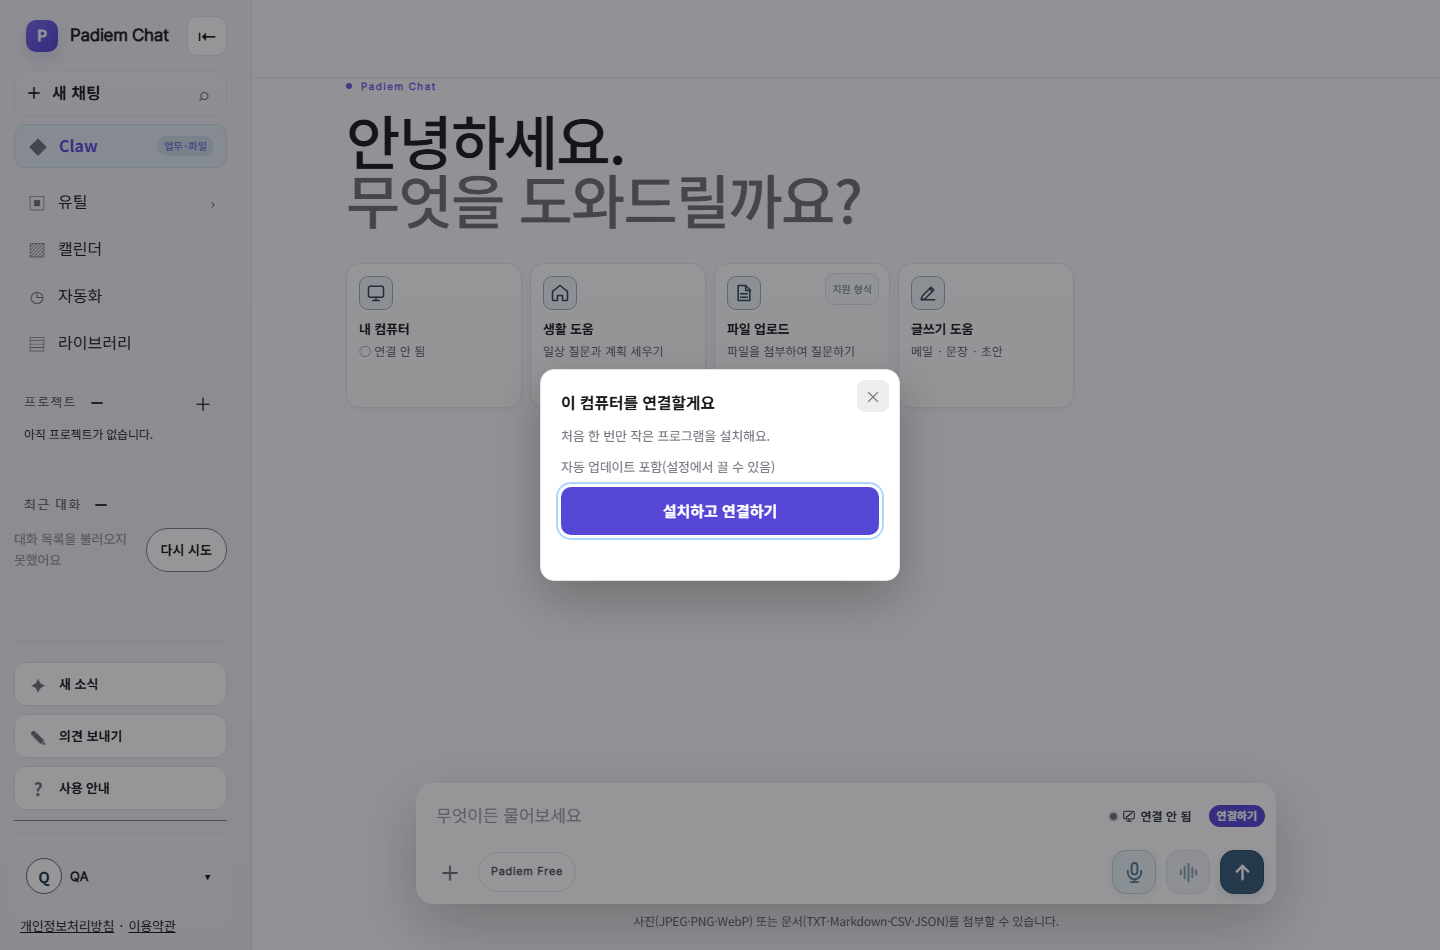 P Padiem Chat
+ 새 채팅
Claw 업무·파일
유틸
캘린더
자동화
라이브러리
프로젝트
아직 프로젝트가 없습니다.
최근 대화
대화 목록을 불러오지
못했어요
다시 시도
새 소식
의견 보내기
? 사용 안내
Q QA
개인정보처리방침 · 이용약관
Padiem Chat
안녕하세요.
무엇을 도와드릴까요?
내 컴퓨터
연결 안 됨
생활 도움
일상 질문과 계획 세우기
지원 형식
파일 업로드
파일을 첨부하여 질문하기
글쓰기 도움
메일 · 문장 · 초안
이 컴퓨터를 연결할게요
처음 한 번만 작은 프로그램을 설치해요.
자동 업데이트 포함(설정에서 끌 수 있음)
설치하고 연결하기
무엇이든 물어보세요
연결 안 됨
연결하기
Padiem Free
사진(JPEG·PNG·WebP) 또는 문서(TXT·Markdown·CSV·JSON)를 첨부할 수 있습니다.